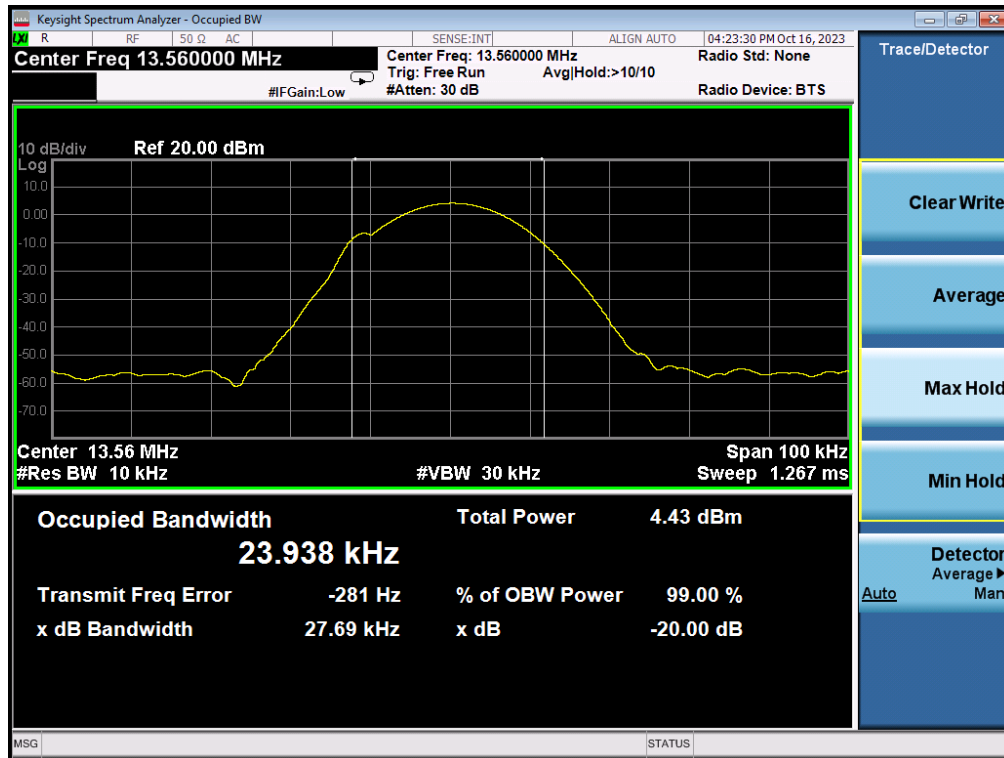 Keysight Spectrum Analyzer - Occupied BW
LXI R RF 50 Ω AC SENSE:INT ALIGN AUTO 04:23:30 PM Oct 16, 2023
Center Freq 13.560000 MHz
Center Freq: 13.560000 MHz
Radio Std: None
Trig: Free Run Avg|Hold:>10/10
#IFGain:Low
#Atten: 30 dB
Radio Device: BTS
10 dB/div Ref 20.00 dBm
Log
10.0
0.00
-10.0
-20.0
-30.0
-40.0
-50.0
-60.0
-70.0
Center 13.56 MHz Span 100 kHz
#Res BW 10 kHz #VBW 30 kHz Sweep 1.267 ms
Occupied Bandwidth Total Power 4.43 dBm
23.938 kHz
Transmit Freq Error -281 Hz % of OBW Power 99.00 %
x dB Bandwidth 27.69 kHz x dB -20.00 dB
MSG STATUS
Trace/Detector
Clear Write
Average
Max Hold
Min Hold
Detector
Average
Auto Man